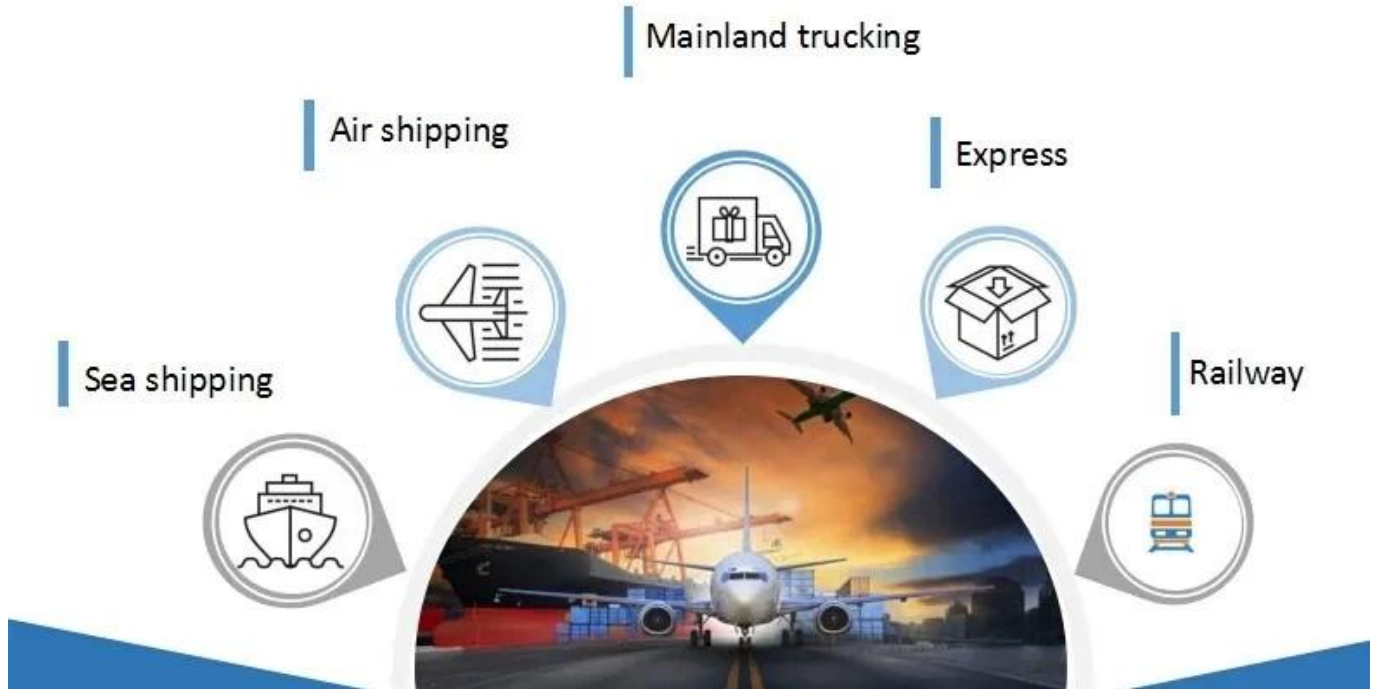 Mainland trucking
Air shipping
Express
Sea shipping
Railway